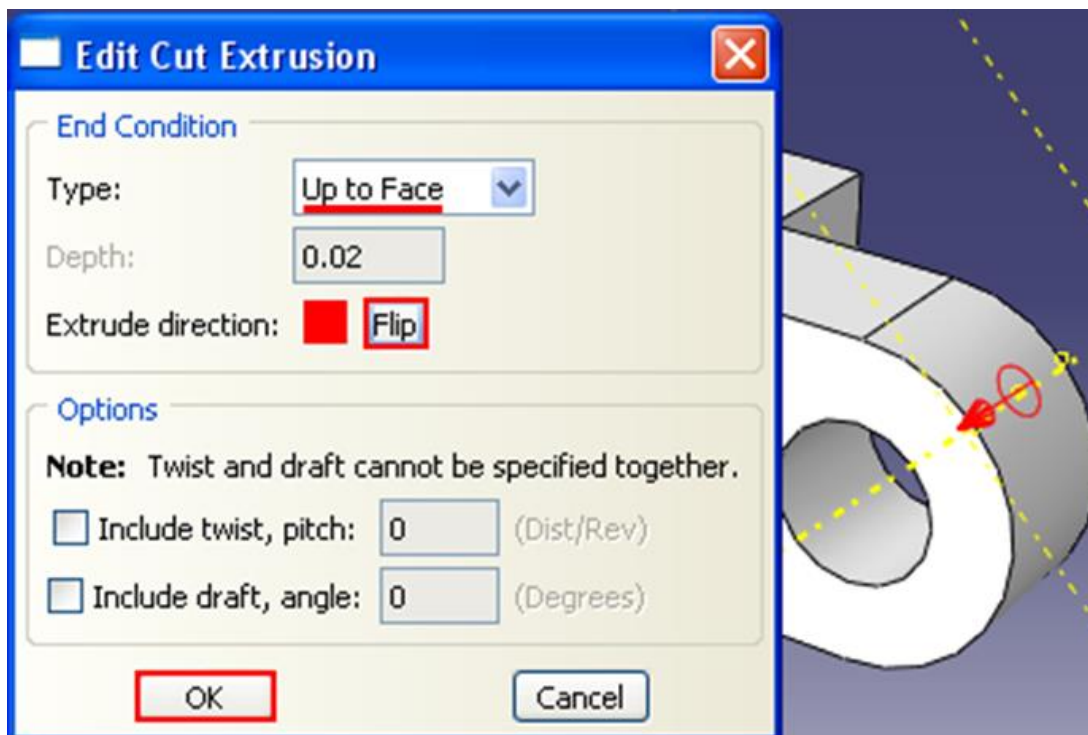 Edit Cut Extrusion
End Condition
Type: Up to Face
Depth: 0.02
Extrude direction: Flip
Options
Note: Twist and draft cannot be specified together.
Include twist, pitch: 0 (Dist/Rev)
Include draft, angle: 0 (Degrees)
OK Cancel